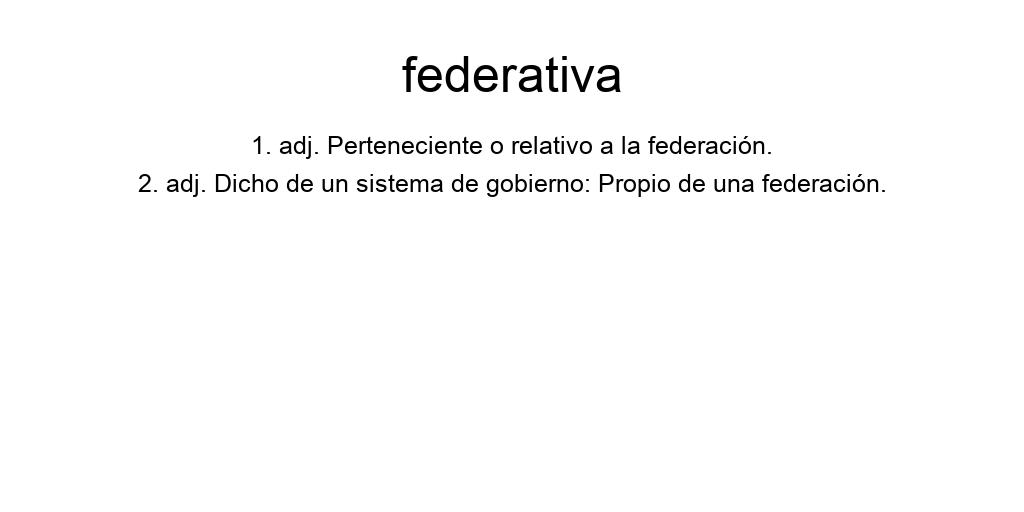 federativa
1. adj. Perteneciente o relativo a la federación.
2. adj. Dicho de un sistema de gobierno: Propio de una federación.